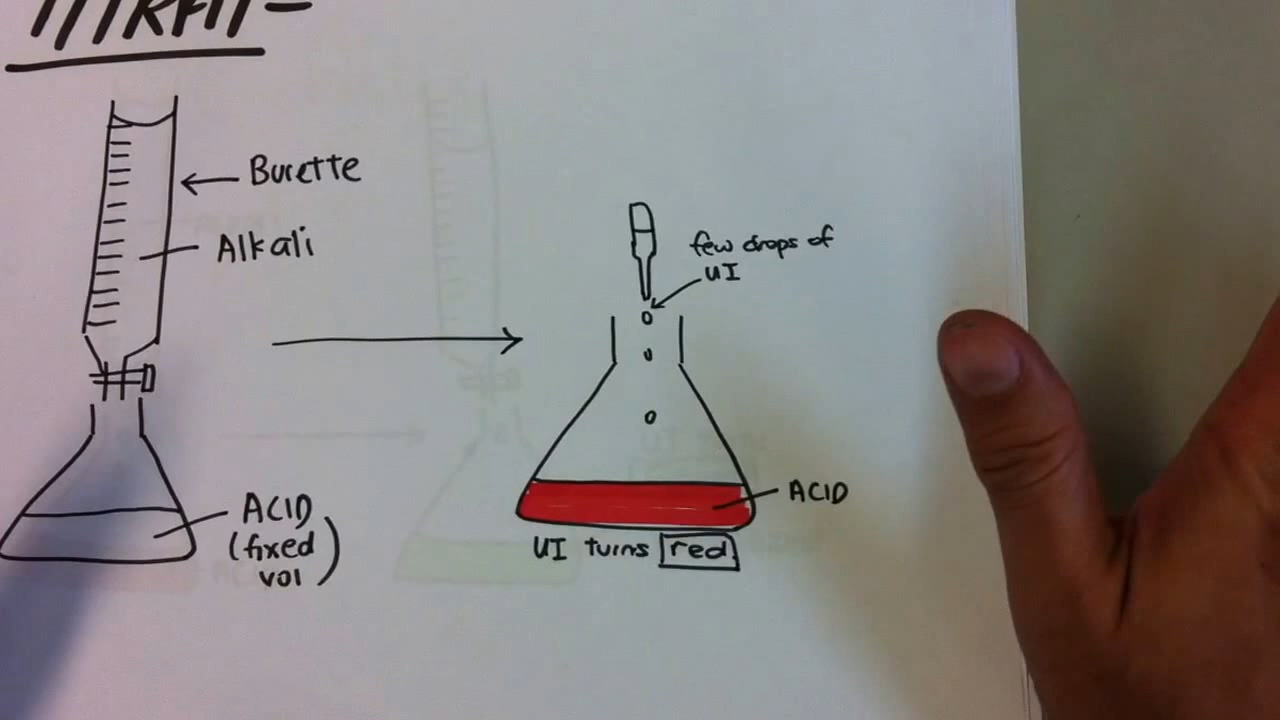 Burette
Alkali
ACID
(fixed
vol)
few drops of
UI
ACID
UI turns red